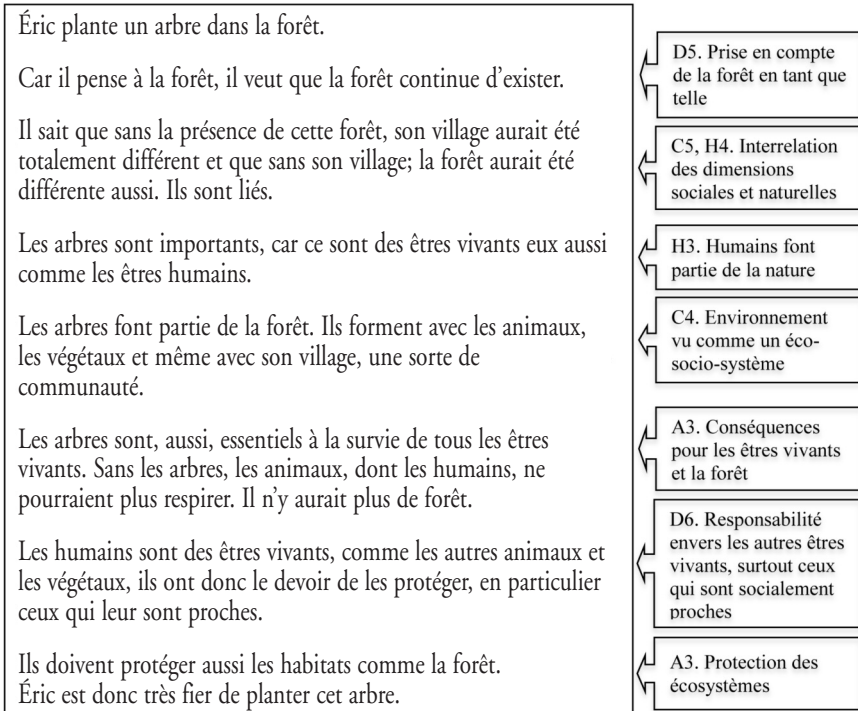 Éric plante un arbre dans la forêt.
Car il pense à la forêt, il veut que la forêt continue d'exister.
D5. Prise en compte
de la forêt en tant que
telle
Il sait que sans la présence de cette forêt, son village aurait été
totalement différent et que sans son village; la forêt aurait été
différente aussi. Ils sont liés.
C5, H4. Interrelation
des dimensions
sociales et naturelles
Les arbres sont importants, car ce sont des êtres vivants eux aussi
comme les êtres humains.
H3. Humains font
partie de la nature
Les arbres font partie de la forêt. Ils forment avec les animaux,
les végétaux et même avec son village, une sorte de
communauté.
C4. Environnement
vu comme un éco-
socio-système
Les arbres sont, aussi, essentiels à la survie de tous les êtres
vivants. Sans les arbres, les animaux, dont les humains, ne
pourraient plus respirer. Il n'y aurait plus de forêt.
A3. Conséquences
pour les êtres vivants
et la forêt
Les humains sont des êtres vivants, comme les autres animaux et
les végétaux, ils ont donc le devoir de les protéger, en particulier
ceux qui leur sont proches.
D6. Responsabilité
envers les autres êtres
vivants, surtout ceux
qui sont socialement
proches
Ils doivent protéger aussi les habitats comme la forêt.
Éric est donc très fier de planter cet arbre.
A3. Protection des
écosystèmes